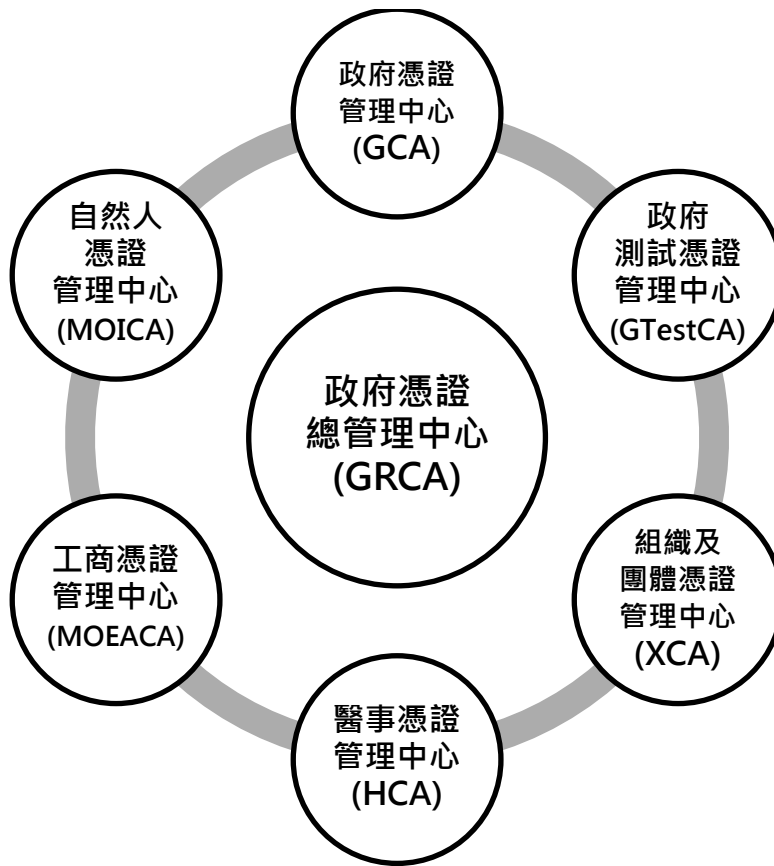 政府憑證
管理中心
(GCA)
自然人
憑證
管理中心
(MOICA)
政府
測試憑證
管理中心
(GTestCA)
政府憑證
總管理中心
(GRCA)
工商憑證
管理中心
(MOEACA)
組織及
團體憑證
管理中心
(XCA)
醫事憑證
管理中心
(HCA)